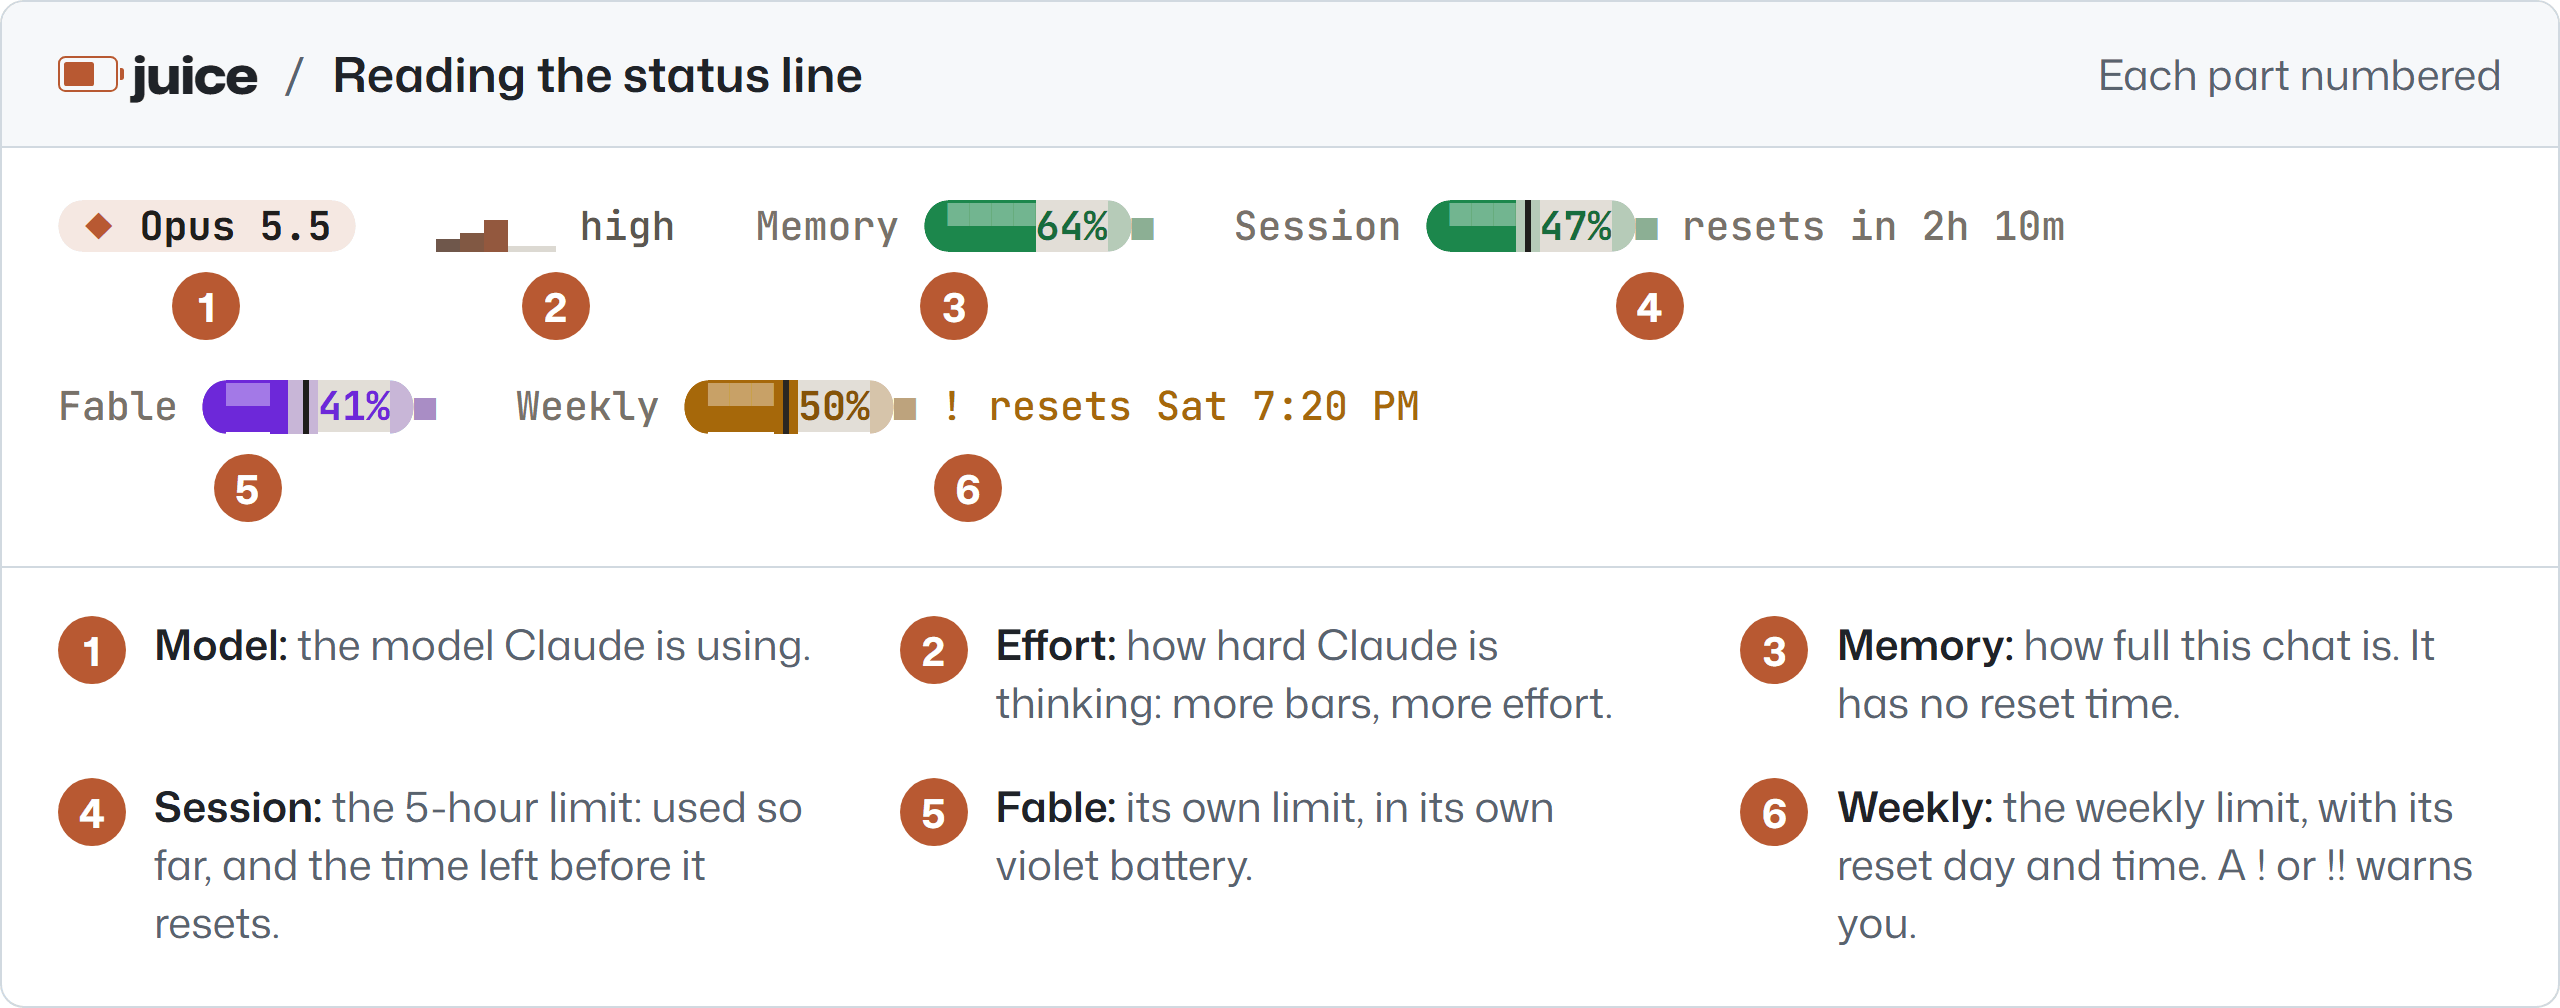 juice / Reading the status line
Each part numbered
◆ Opus 5.5 high Memory 64% Session 47% resets in 2h 10m
1 2 3 4
Fable 41% Weekly 50% ! resets Sat 7:20 PM
5 6
1 Model: the model Claude is using.
2 Effort: how hard Claude is
thinking: more bars, more effort.
3 Memory: how full this chat is. It
has no reset time.
4 Session: the 5-hour limit: used so
far, and the time left before it
resets.
5 Fable: its own limit, in its own
violet battery.
6 Weekly: the weekly limit, with its
reset day and time. A ! or !! warns
you.